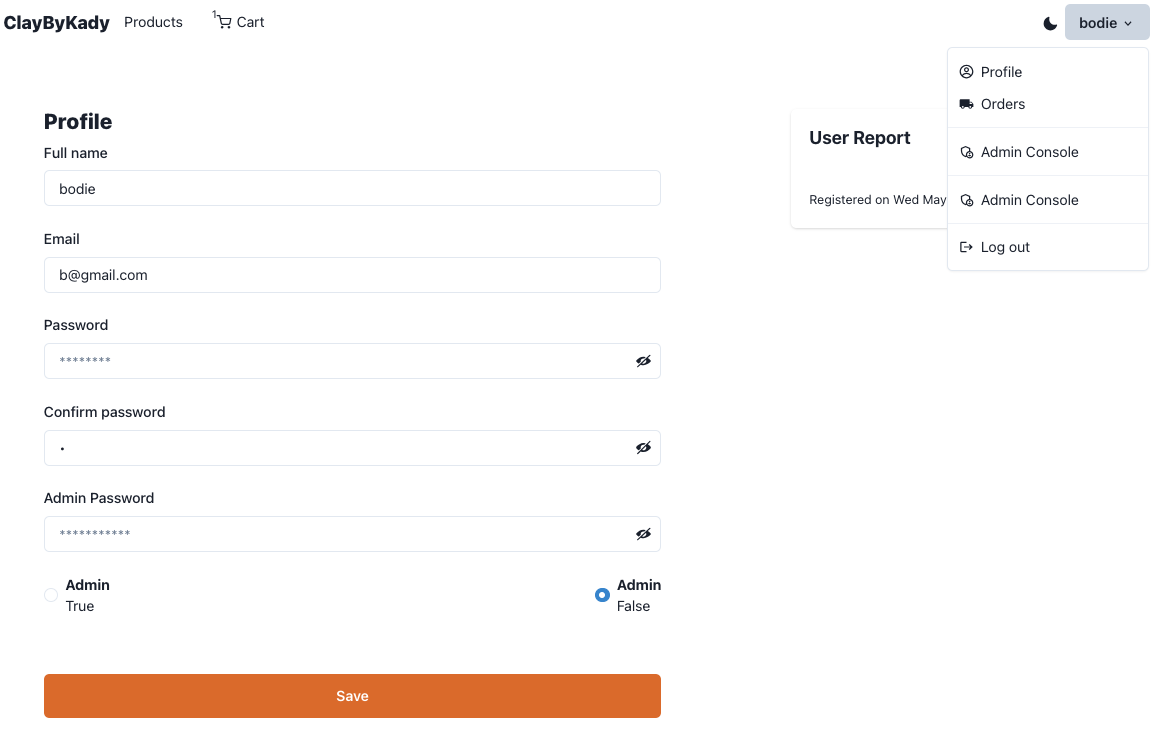 ClayByKady Products 1 Cart bodie
Profile
Orders
Admin Console
Admin Console
Log out
Profile
Full name
bodie
Email
b@gmail.com
Password
********
Confirm password
•
Admin Password
***********
Admin
True
Admin
False
Save
User Report
Registered on Wed May